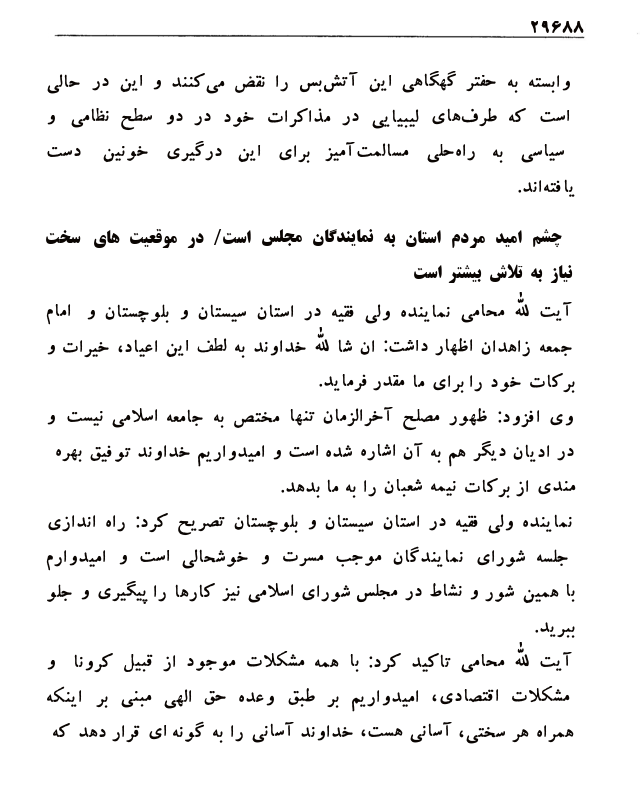 ۲۹۶۸۸
وابسته به حفتر گهگاهی این آتش‌بس را نقض می‌کنند و این در حالی
است که طرف‌های لیبیایی در مذاکرات خود در دو سطح نظامی و
سیاسی به راه‌حلی مسالمت‌آمیز برای این درگیری خونین دست
یافته‌اند.
چشم امید مردم استان به نمایندگان مجلس است/ در موقعیت های سخت
نیاز به تلاش بیشتر است
آیت لله محامی نماینده ولی فقیه در استان سیستان و بلوچستان و امام
جمعه زاهدان اظهار داشت: ان شا لله خداوند به لطف این اعیاد، خیرات و
برکات خود را برای ما مقدر فرماید.
وی افزود: ظهور مصلح آخرالزمان تنها مختص به جامعه اسلامی نیست و
در ادیان دیگر هم به آن اشاره شده است و امیدواریم خداوند توفیق بهره
مندی از برکات نیمه شعبان را به ما بدهد.
نماینده ولی فقیه در استان سیستان و بلوچستان تصریح کرد: راه اندازی
جلسه شورای نمایندگان موجب مسرت و خوشحالی است و امیدوارم
با همین شور و نشاط در مجلس شورای اسلامی نیز کارها را پیگیری و جلو
ببرید.
آیت لله محامی تاکید کرد: با همه مشکلات موجود از قبیل کرونا و
مشکلات اقتصادی، امیدواریم بر طبق وعده حق الهی مبنی بر اینکه
همراه هر سختی، آسانی هست، خداوند آسانی را به گونه ای قرار دهد که